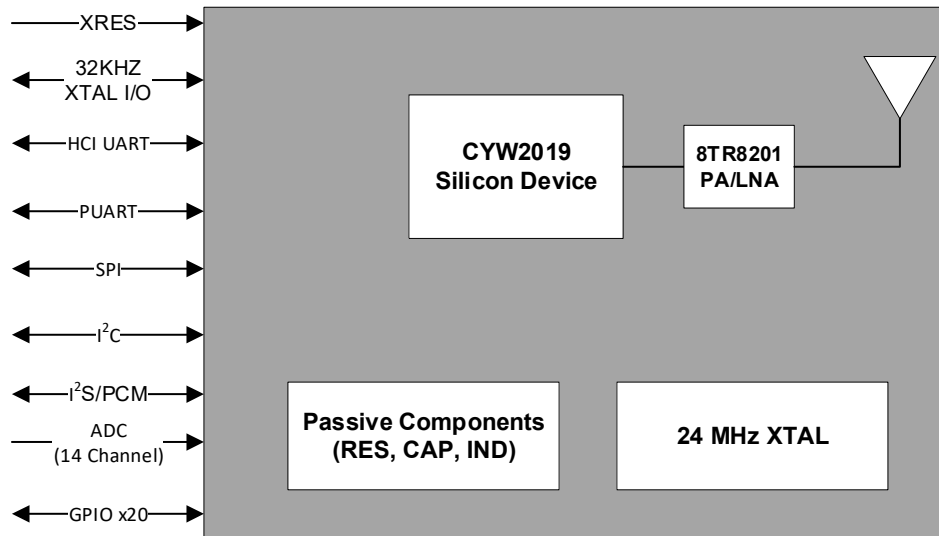 XRES
32KHZ
XTAL I/O
HCI UART
PUART
SPI
I²C
I²S/PCM
ADC
(14 Channel)
GPIO x20
CYW2019
Silicon Device
8TR8201
PA/LNA
Passive Components
(RES, CAP, IND)
24 MHz XTAL